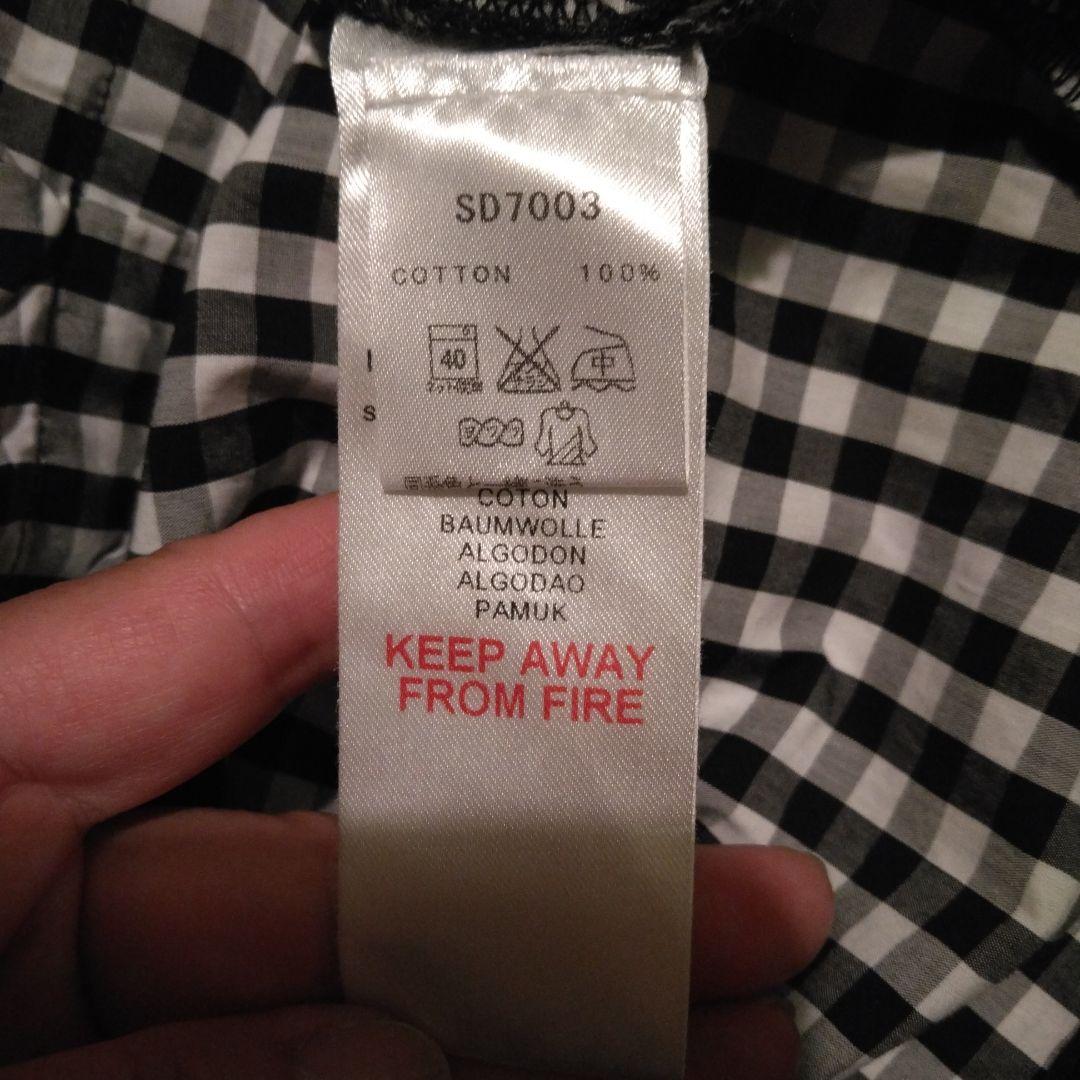 SD7003
COTTON 100%
40
中
I
S
COTON
BAUMWOLLE
ALGODON
ALGODAO
PAMUK
KEEP AWAY
FROM FIRE